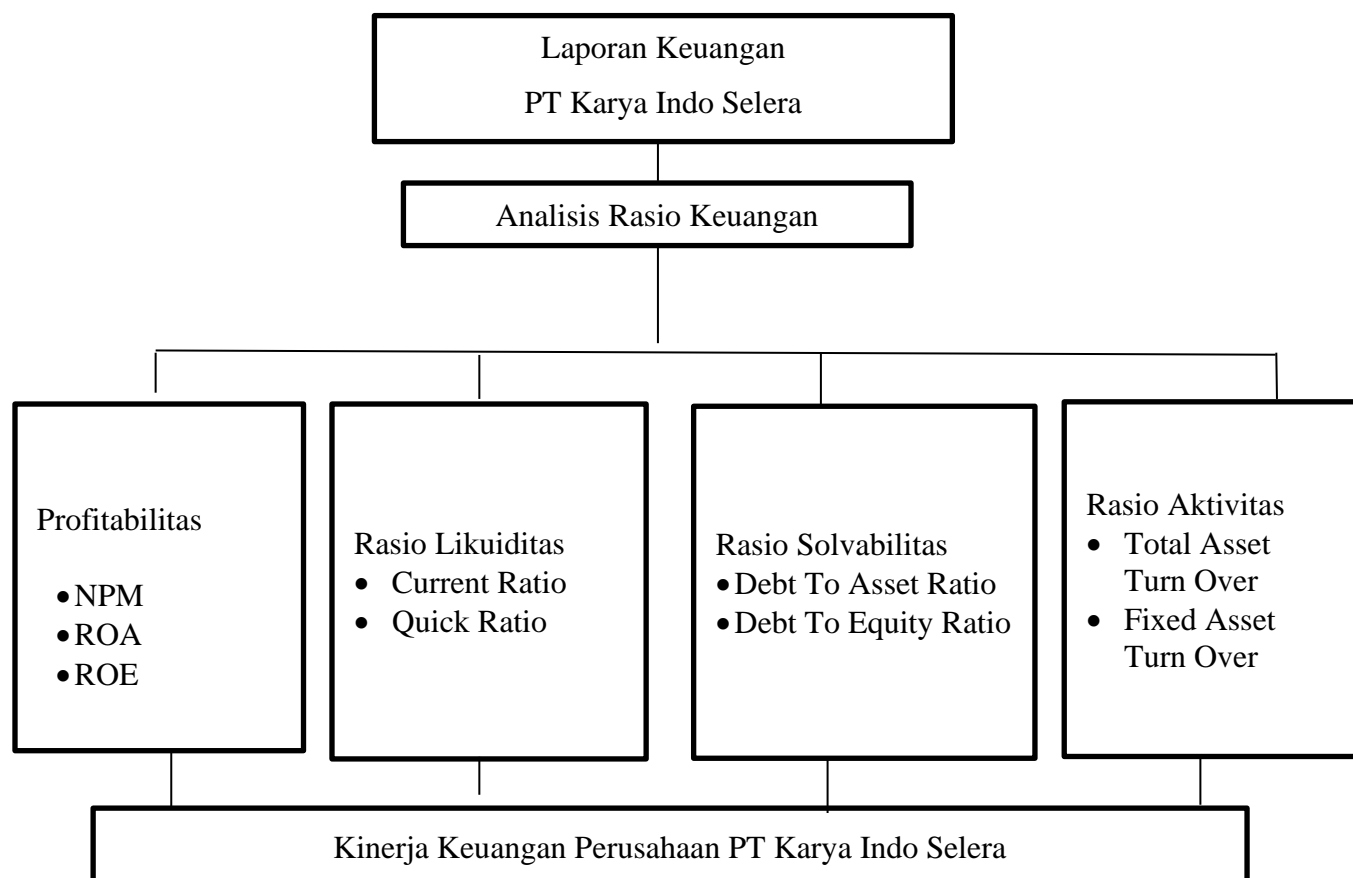 Laporan Keuangan
PT Karya Indo Selera
Analisis Rasio Keuangan
Profitabilitas
• NPM
• ROA
• ROE
Rasio Likuiditas
• Current Ratio
• Quick Ratio
Rasio Solvabilitas
• Debt To Asset Ratio
• Debt To Equity Ratio
Rasio Aktivitas
• Total Asset
Turn Over
• Fixed Asset
Turn Over
Kinerja Keuangan Perusahaan PT Karya Indo Selera